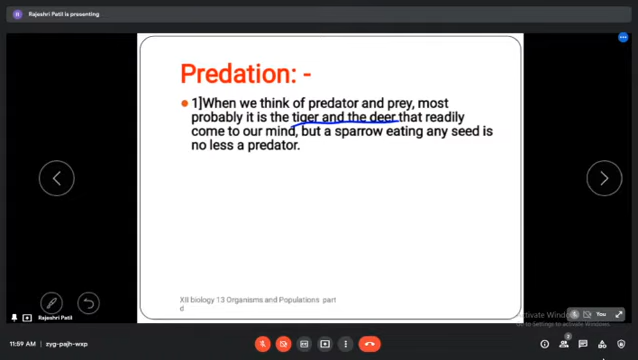 Rajeshri Patil is presenting
Predation: -
1]When we think of predator and prey, most
probably it is the tiger and the deer that readily
come to our mind, but a sparrow eating any seed is
no less a predator.
XII biology 13 Organisms and Populations part
d
Activate Windows
Go to Settings to activate Windows.
You
Rajeshri Patil
11:59 AM
zyg-pajh-wxp